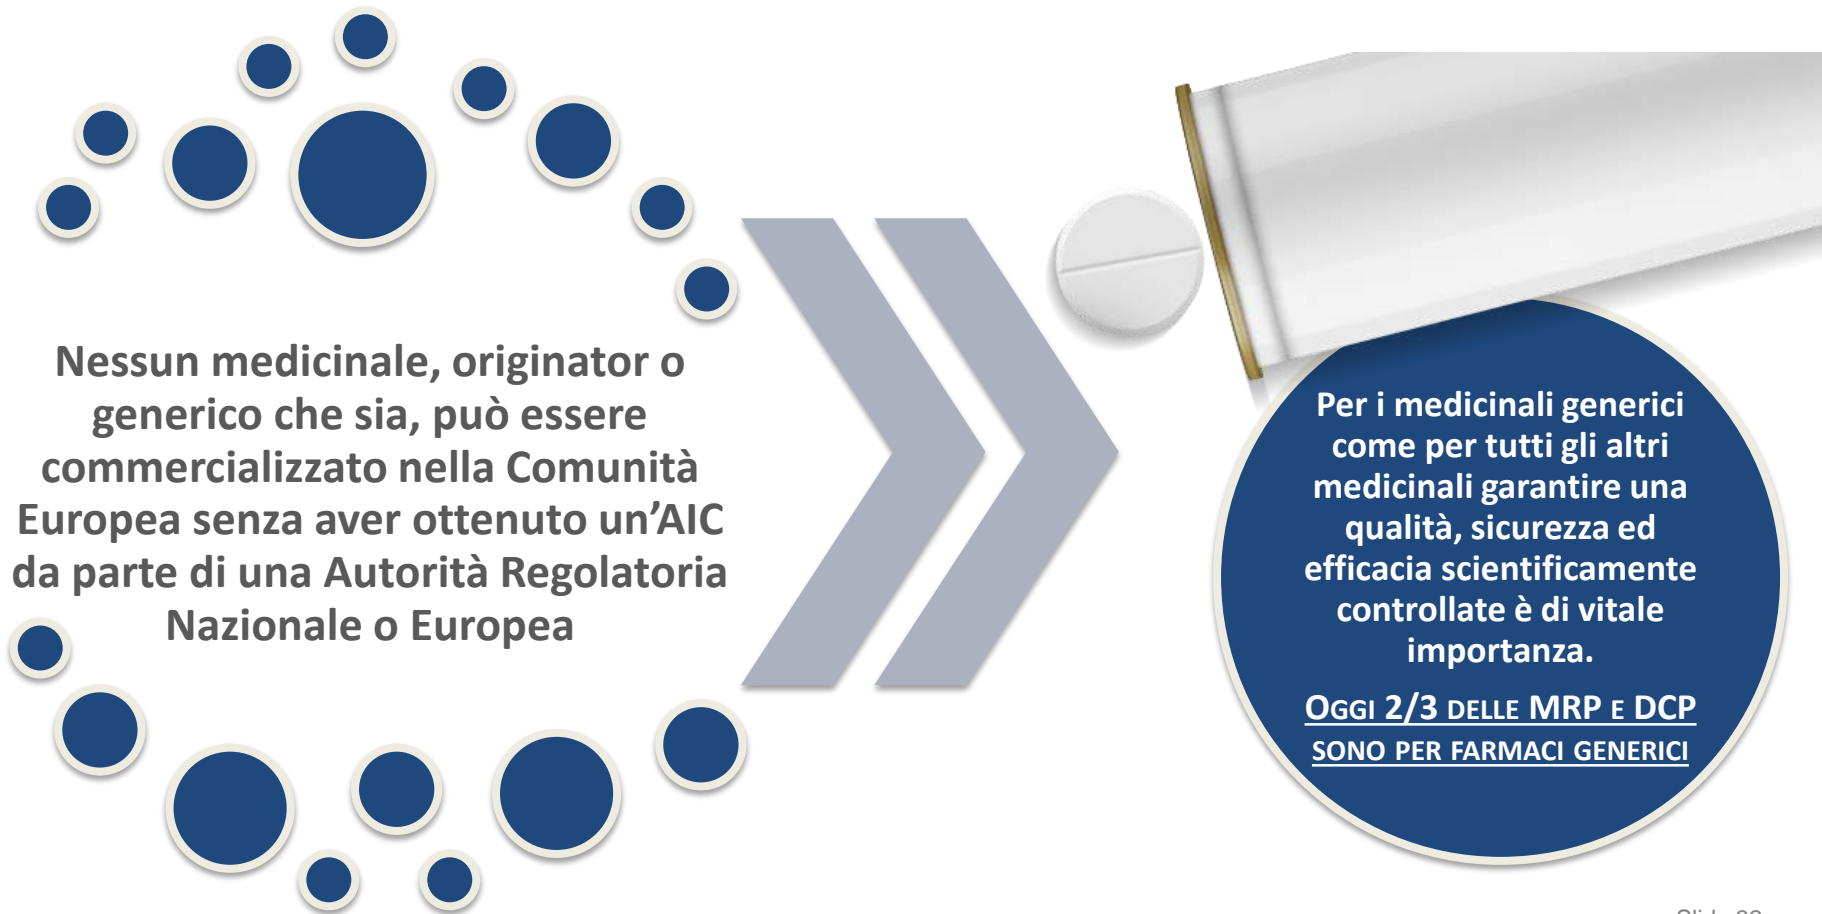 Nessun medicinale, originator o
generico che sia, può essere
commercializzato nella Comunità
Europea senza aver ottenuto un’AIC
da parte di una Autorità Regolatoria
Nazionale o Europea
Per i medicinali generici
come per tutti gli altri
medicinali garantire una
qualità, sicurezza ed
efficacia scientificamente
controllate è di vitale
importanza.
OGGI 2/3 DELLE MRP E DCP
SONO PER FARMACI GENERICI